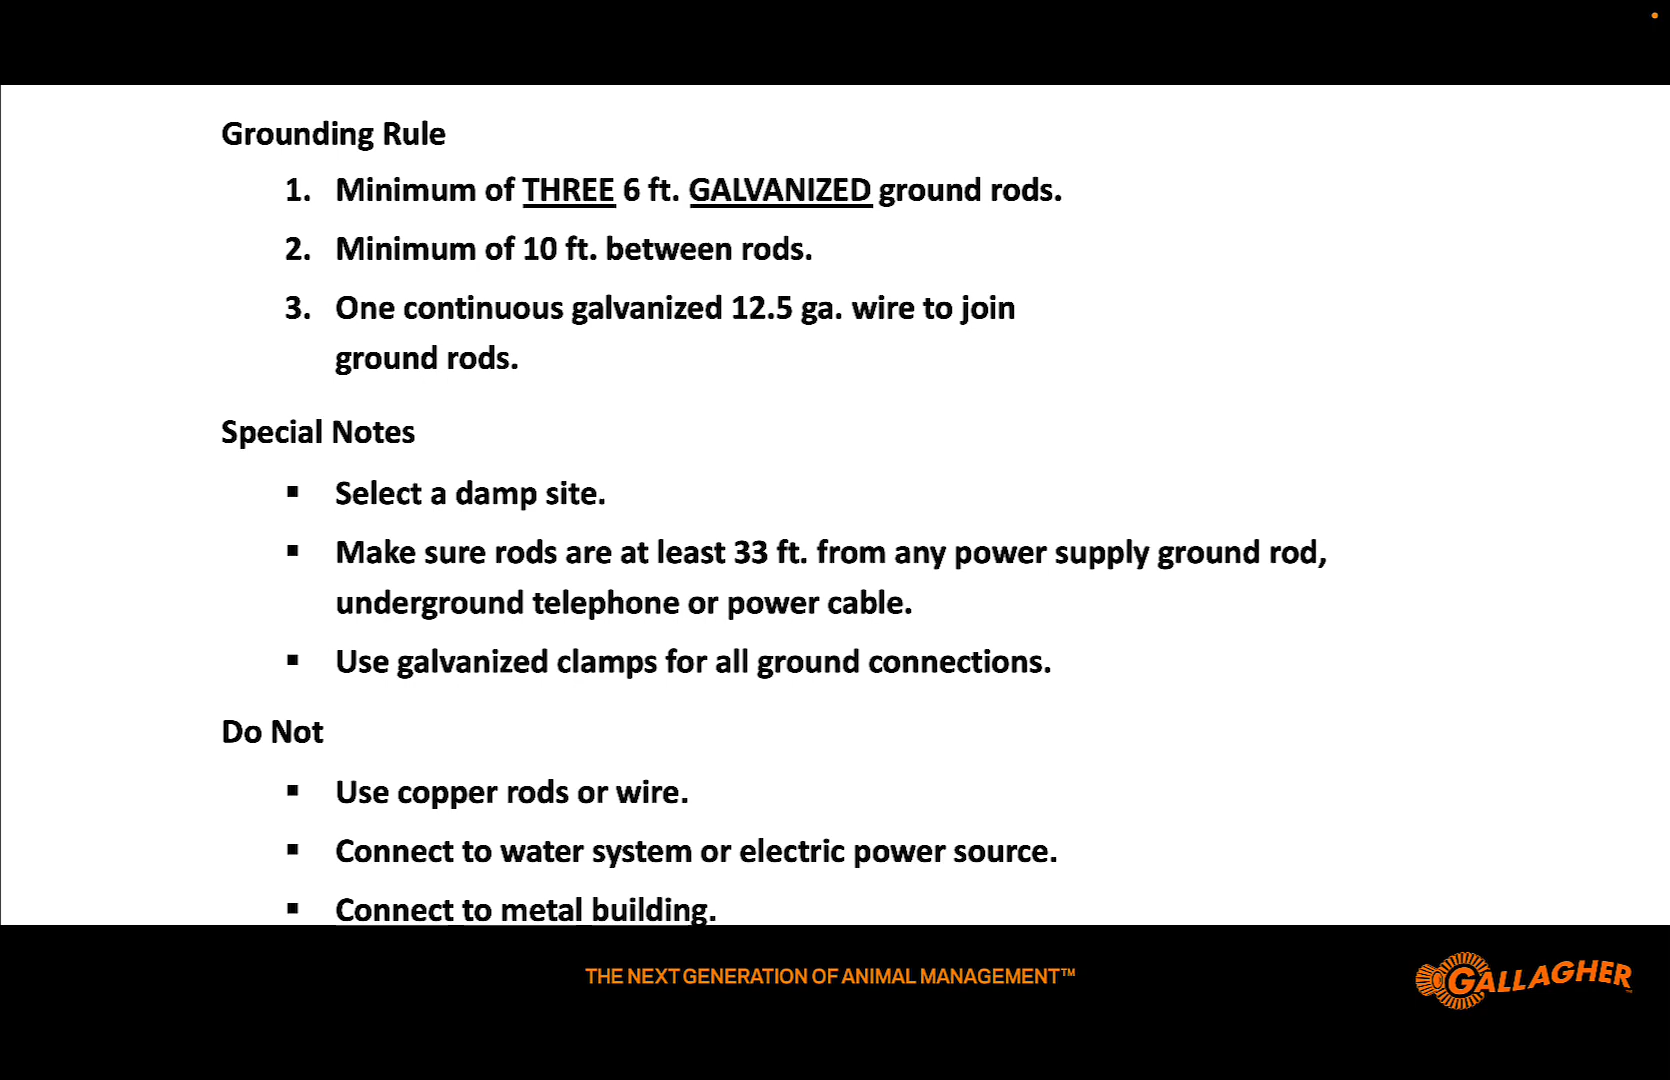 Grounding Rule
1. Minimum of THREE 6 ft. GALVANIZED ground rods.
2. Minimum of 10 ft. between rods.
3. One continuous galvanized 12.5 ga. wire to join
ground rods.
Special Notes
▪ Select a damp site.
▪ Make sure rods are at least 33 ft. from any power supply ground rod,
underground telephone or power cable.
▪ Use galvanized clamps for all ground connections.
Do Not
▪ Use copper rods or wire.
▪ Connect to water system or electric power source.
▪ Connect to metal building.
THE NEXT GENERATION OF ANIMAL MANAGEMENT™
GALLAGHER™